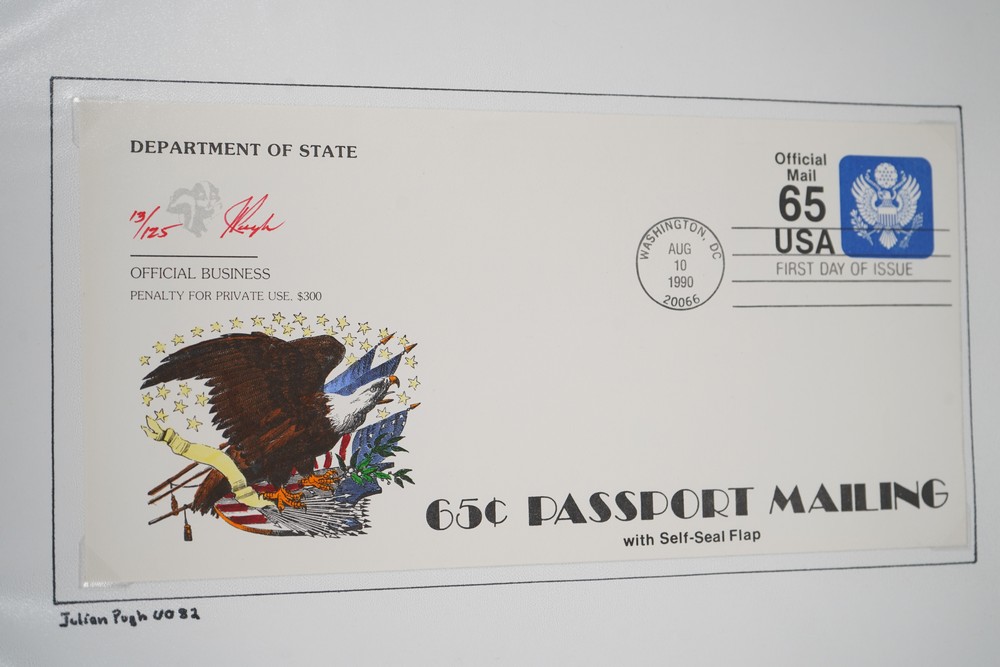 DEPARTMENT OF STATE
13/125 JPugh
OFFICIAL BUSINESS
PENALTY FOR PRIVATE USE, $300
Official
Mail
65
USA
WASHINGTON, DC
AUG
10
1990
20066
FIRST DAY OF ISSUE
65¢ PASSPORT MAILING
with Self-Seal Flap
Julian Pugh UO82